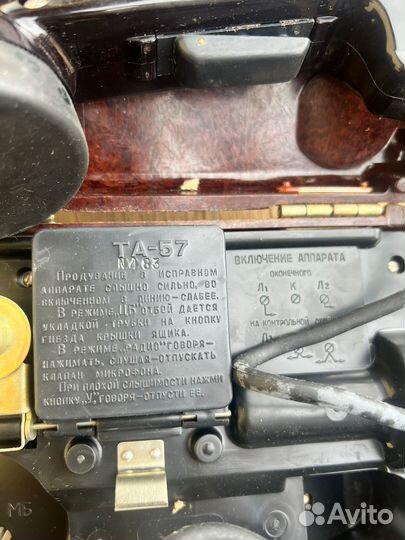 ТА-57
ПРОДУВАНИЕ В ИСПРАВНОМ
АППАРАТЕ СЛЫШНО СИЛЬНО, ВО
ВКЛЮЧЕННОМ В ЛИНИЮ-СЛАБЕЕ.
В РЕЖИМЕ„ЦБ"ОТБОЙ ДАЕТСЯ
УКЛАДКОЙ ТРУБКИ НА КНОПКУ
ГНЕЗДА КРЫШКИ ЯЩИКА.
В РЕЖИМЕ„РАДИО"ГОВОРЯ-
НАЖИМАТЬ, СЛУШАЯ-ОТПУСКАТЬ
КЛАПАН МИКРОФОНА.
ПРИ ПЛОХОЙ СЛЫШИМОСТИ НАЖМИ
КНОПКУ„У",ГОВОРЯ-ОТПУСТИ ЕЕ.
ВКЛЮЧЕНИЕ АППАРАТА
ОКОНЕЧНОГО
Л1 К Л2
НА КОНТРОЛЬНОЙ
МБ
Avito